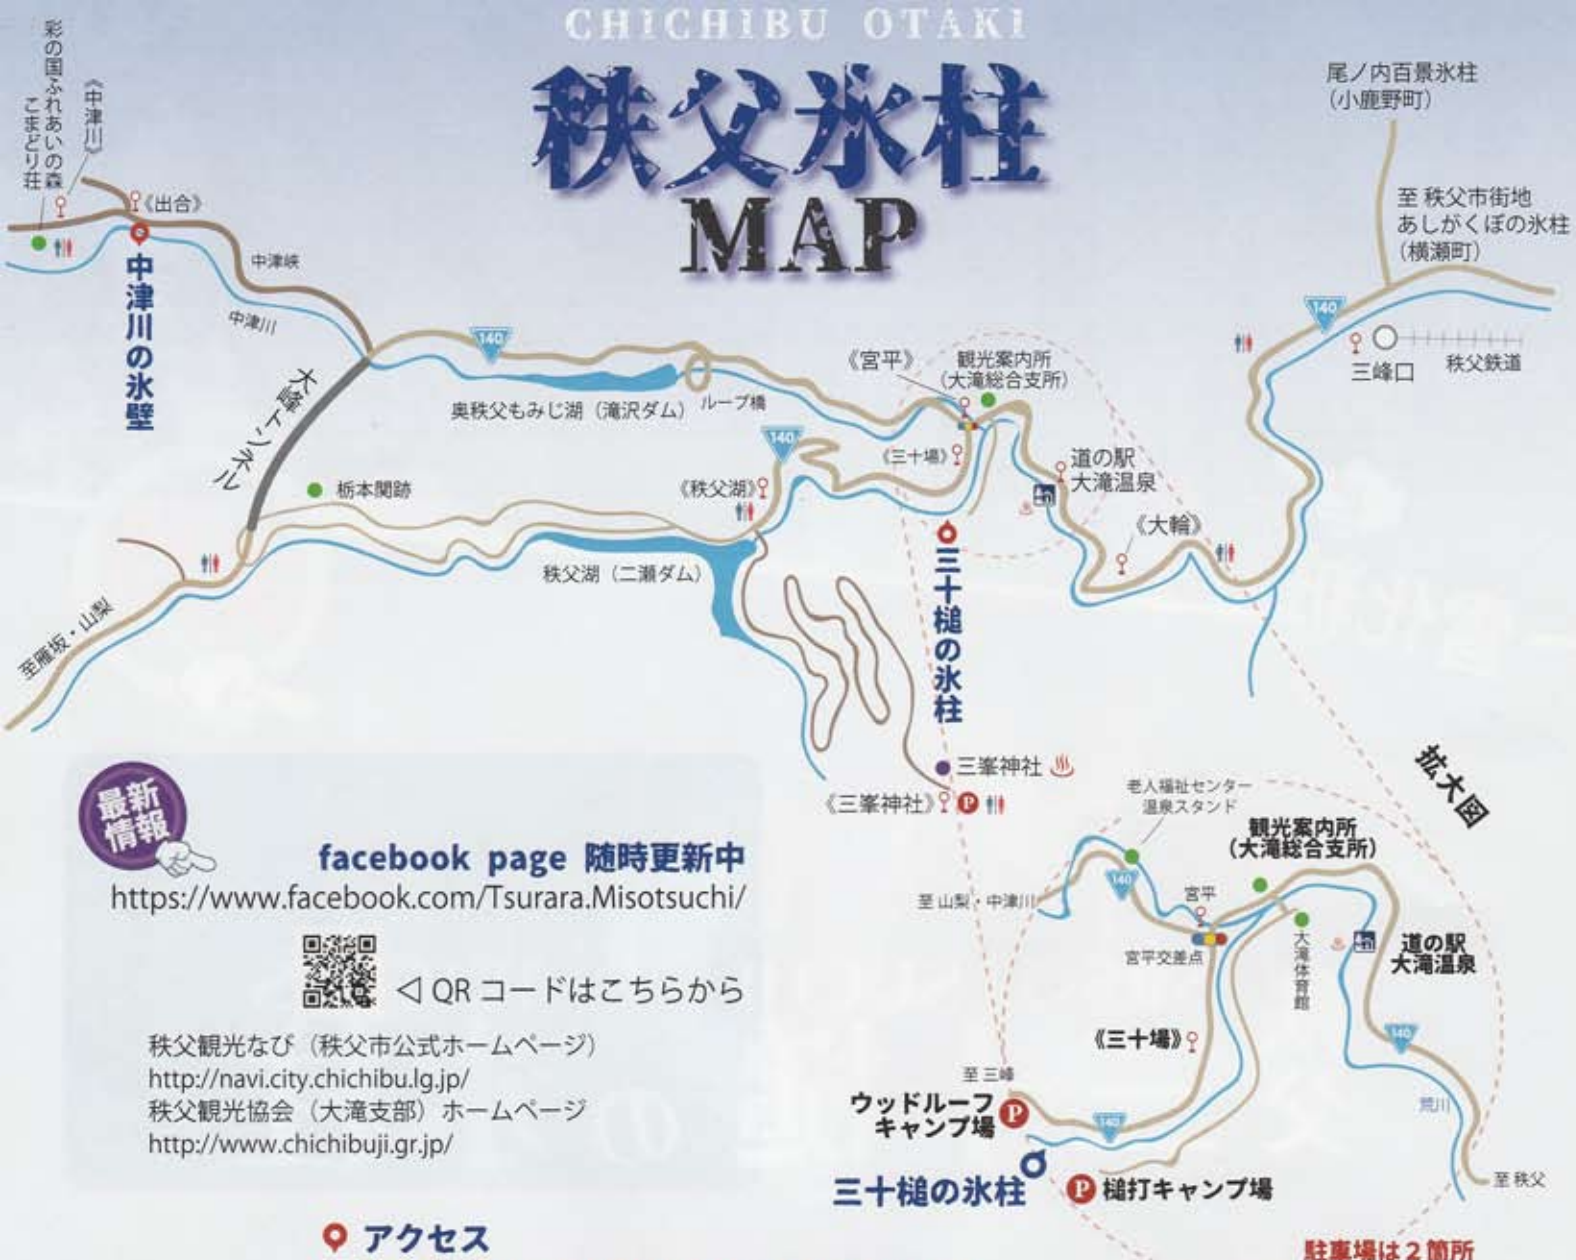 CHICHIBU OTAKI
秩父氷柱
MAP
彩の国ふれあいの森
こまどり荘
《中津川》
《出合》
中津川の氷壁
中津峡
中津川
大峰トンネル
140
奥秩父もみじ湖（滝沢ダム）
ループ橋
《宮平》
観光案内所
（大滝総合支所）
尾ノ内百景氷柱
（小鹿野町）
至 秩父市街地
あしがくぼの氷柱
（横瀬町）
140
三峰口
秩父鉄道
140
《三十場》
道の駅
大滝温泉
《秩父湖》
栃本関跡
《大輪》
秩父湖（二瀬ダム）
三十槌の氷柱
至雁坂・山梨
三峯神社
《三峯神社》
P
拡大図
老人福祉センター
温泉スタンド
観光案内所
（大滝総合支所）
140
至 山梨・中津川
宮平
宮平交差点
大滝体育館
道の駅
大滝温泉
《三十場》
140
至 三峰
ウッドルーフ
キャンプ場
P
140
荒川
三十槌の氷柱
P
槌打キャンプ場
至 秩父
駐車場は２箇所
最新
情報
facebook page 随時更新中
https://www.facebook.com/Tsurara.Misotsuchi/
◁ QR コードはこちらから
秩父観光なび（秩父市公式ホームページ）
http://navi.city.chichibu.lg.jp/
秩父観光協会（大滝支部）ホームページ
http://www.chichibuji.gr.jp/
アクセス